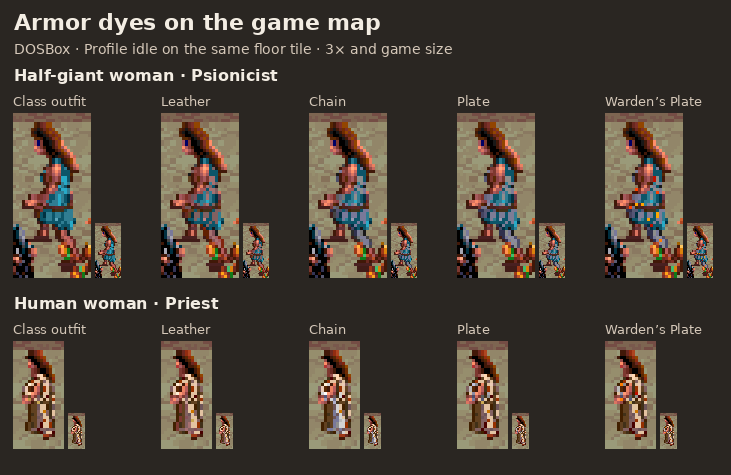 Armor dyes on the game map
DOSBox · Profile idle on the same floor tile · 3× and game size
Half-giant woman · Psionicist
Class outfit Leather Chain Plate Warden’s Plate
Human woman · Priest
Class outfit Leather Chain Plate Warden’s Plate